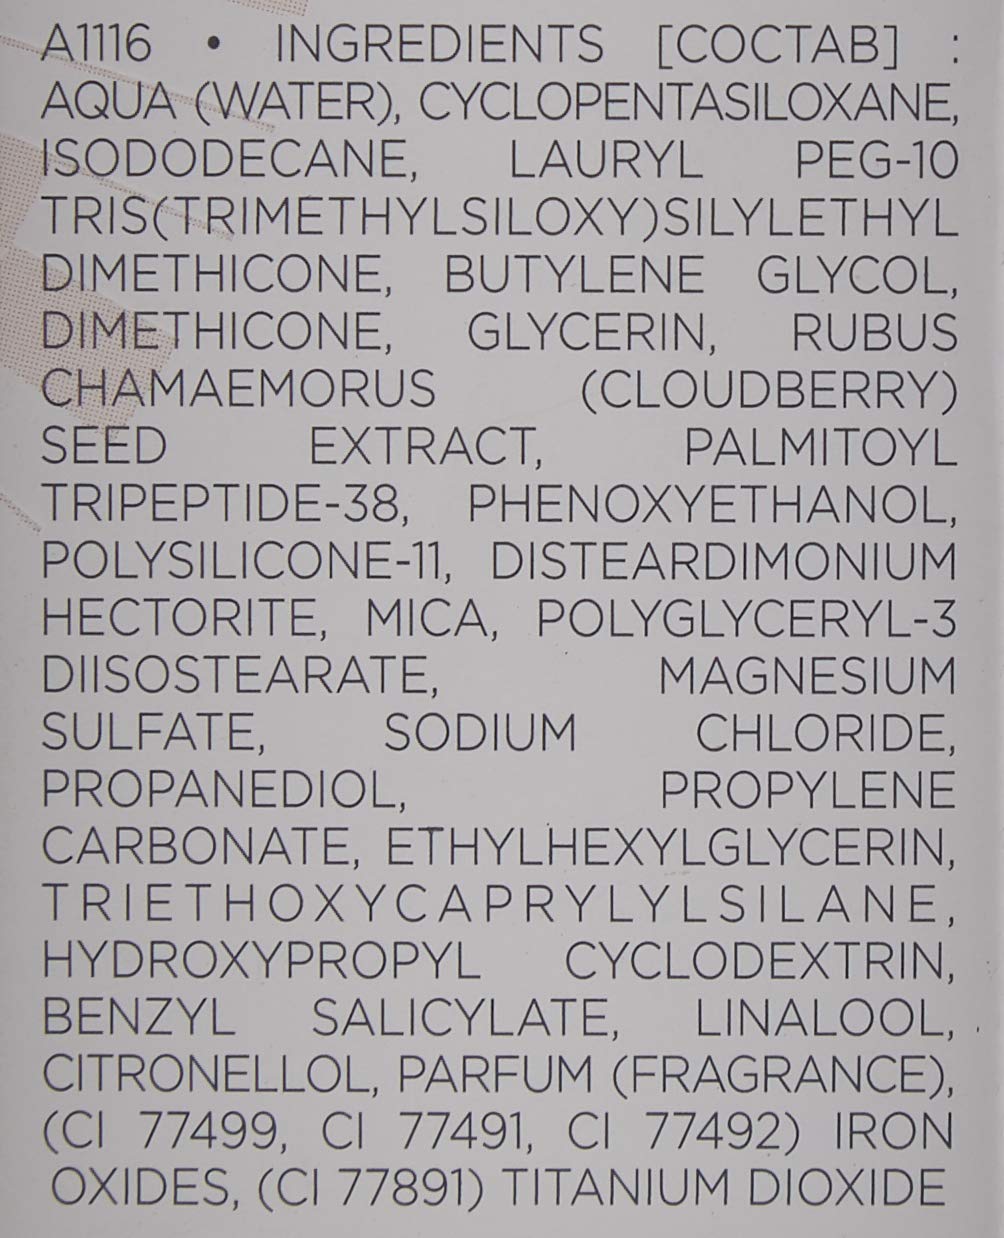 A1116 • INGREDIENTS [COCTAB] :
AQUA (WATER), CYCLOPENTASILOXANE,
ISODODECANE, LAURYL PEG-10
TRIS(TRIMETHYLSILOXY)SILYLETHYL
DIMETHICONE, BUTYLENE GLYCOL,
DIMETHICONE, GLYCERIN, RUBUS
CHAMAEMORUS (CLOUDBERRY)
SEED EXTRACT, PALMITOYL
TRIPEPTIDE-38, PHENOXYETHANOL,
POLYSILICONE-11, DISTEARDIMONIUM
HECTORITE, MICA, POLYGLYCERYL-3
DIISOSTEARATE, MAGNESIUM
SULFATE, SODIUM CHLORIDE,
PROPANEDIOL, PROPYLENE
CARBONATE, ETHYLHEXYLGLYCERIN,
TRIETHOXYCAPRYLYLSILANE,
HYDROXYPROPYL CYCLODEXTRIN,
BENZYL SALICYLATE, LINALOOL,
CITRONELLOL, PARFUM (FRAGRANCE),
(CI 77499, CI 77491, CI 77492) IRON
OXIDES, (CI 77891) TITANIUM DIOXIDE